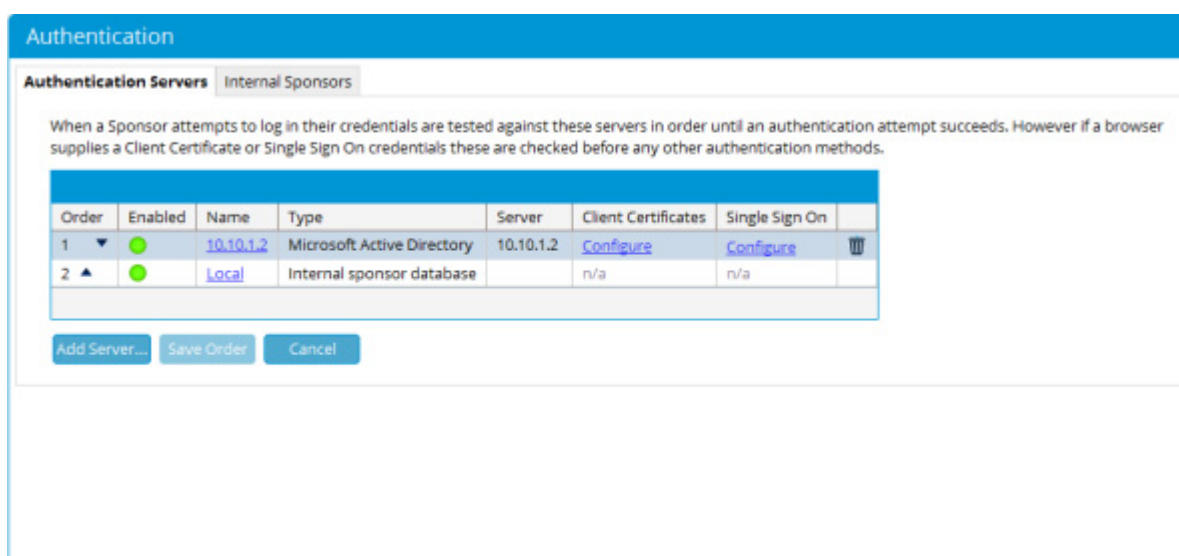 Authentication
Authentication Servers Internal Sponsors
When a Sponsor attempts to log in their credentials are tested against these servers in order until an authentication attempt succeeds. However if a browser
supplies a Client Certificate or Single Sign On credentials these are checked before any other authentication methods.
Order Enabled Name Type Server Client Certificates Single Sign On
1 10.10.1.2 Microsoft Active Directory 10.10.1.2 Configure Configure
2 Local Internal sponsor database n/a n/a
Add Server.... Save Order Cancel